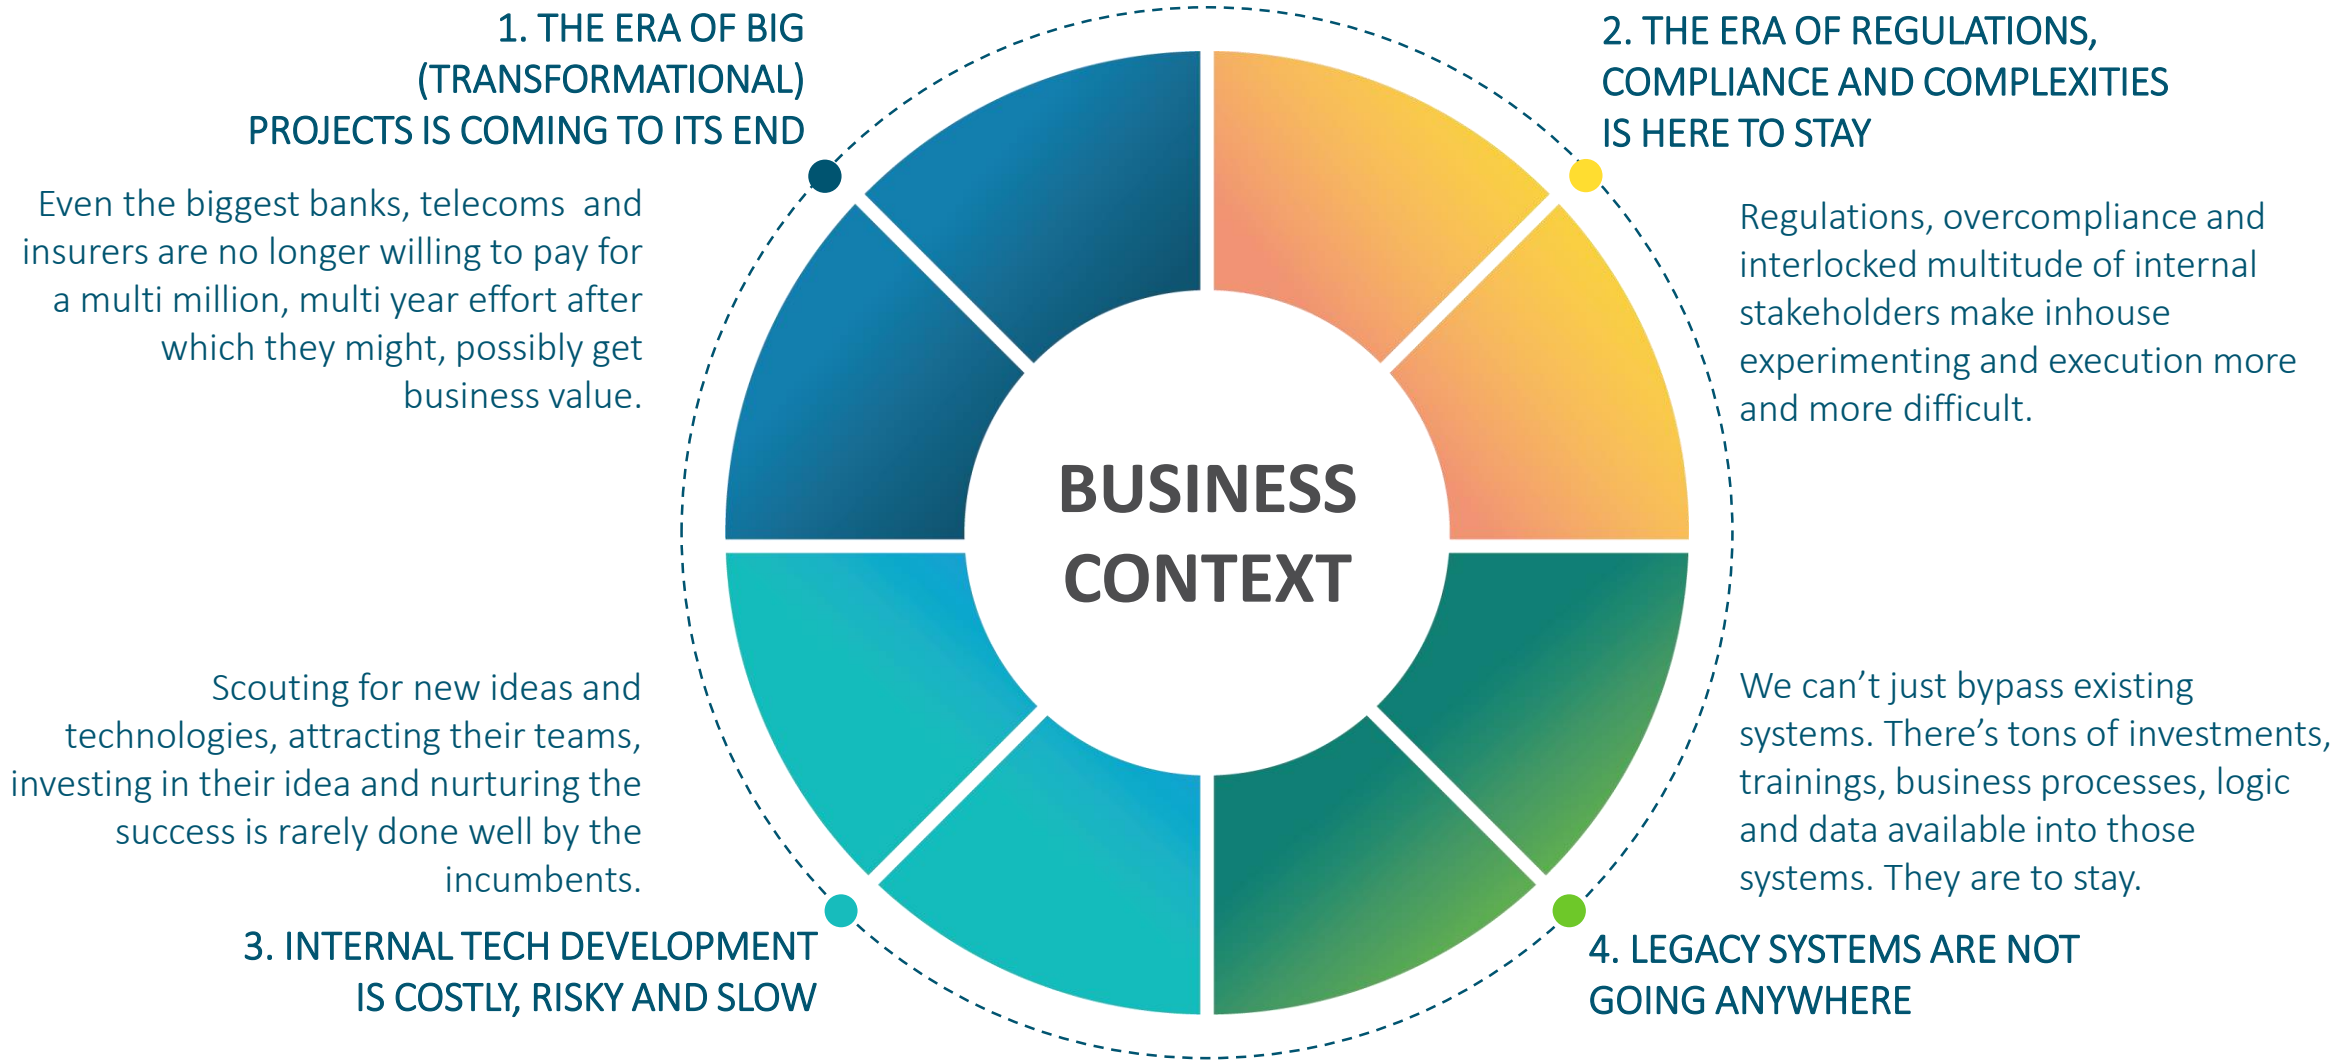 1. THE ERA OF BIG
(TRANSFORMATIONAL)
PROJECTS IS COMING TO ITS END
Even the biggest banks, telecoms and
insurers are no longer willing to pay for
a multi million, multi year effort after
which they might, possibly get
business value.
2. THE ERA OF REGULATIONS,
COMPLIANCE AND COMPLEXITIES
IS HERE TO STAY
Regulations, overcompliance and
interlocked multitude of internal
stakeholders make inhouse
experimenting and execution more
and more difficult.
BUSINESS
CONTEXT
Scouting for new ideas and
technologies, attracting their teams,
investing in their idea and nurturing the
success is rarely done well by the
incumbents.
3. INTERNAL TECH DEVELOPMENT
IS COSTLY, RISKY AND SLOW
We can’t just bypass existing
systems. There’s tons of investments,
trainings, business processes, logic
and data available into those
systems. They are to stay.
4. LEGACY SYSTEMS ARE NOT
GOING ANYWHERE